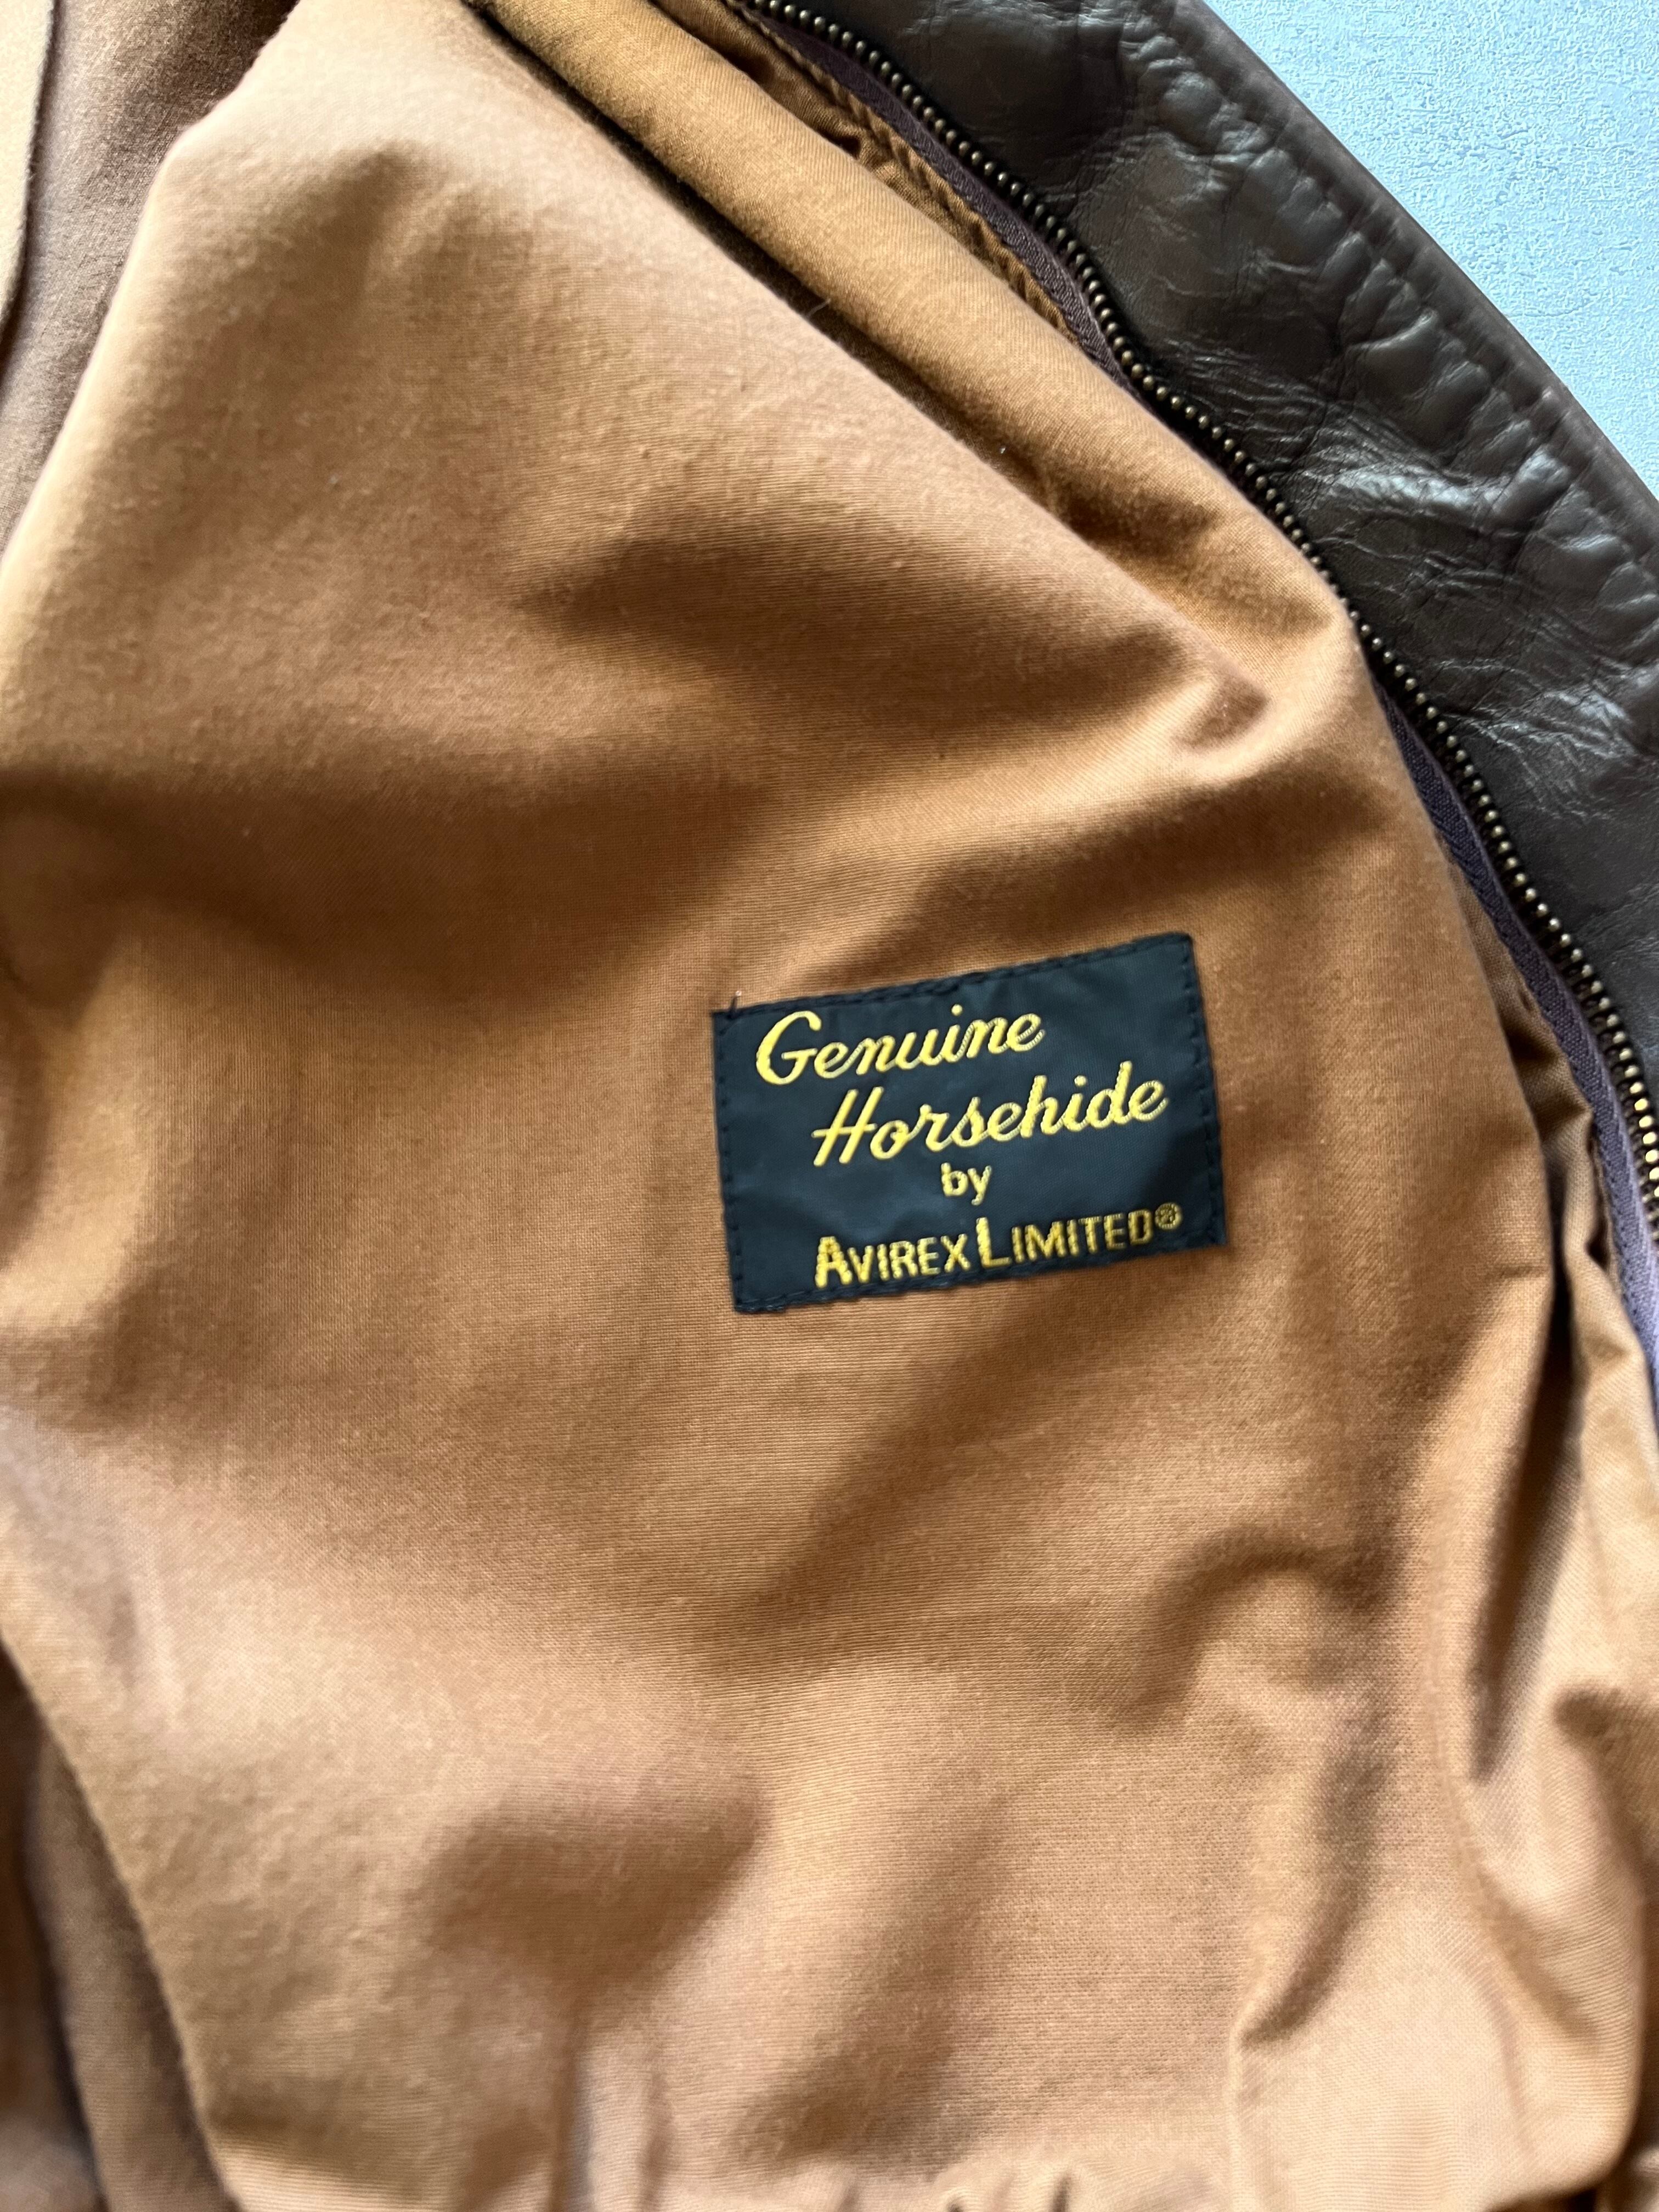 Genuine
Horsehide
by
AVIREX LIMITED®